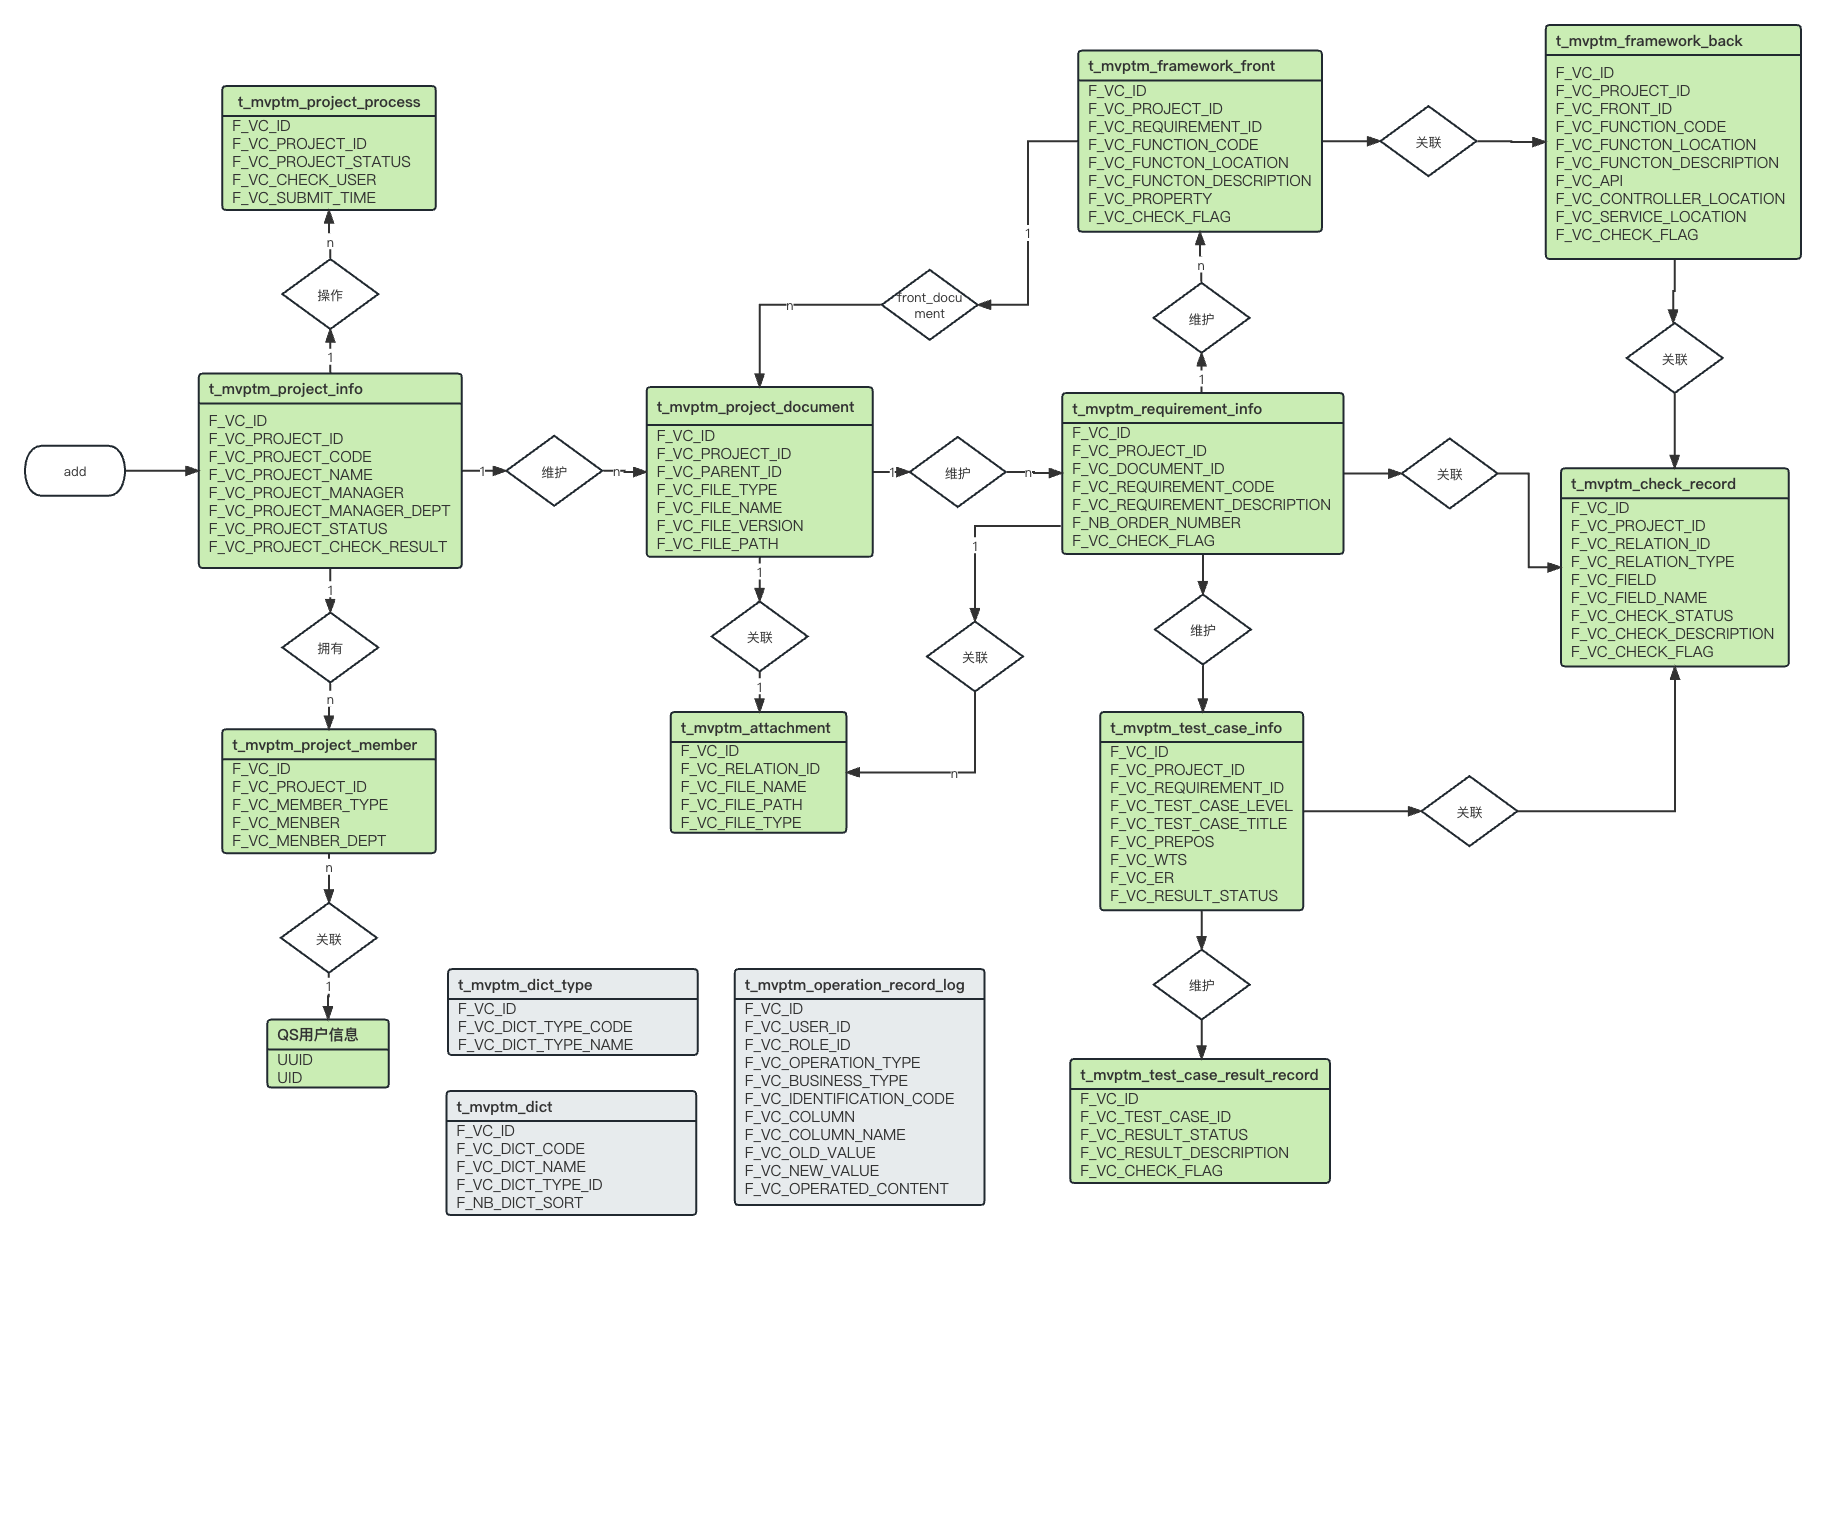 t_mvptm_project_process
F_VC_ID
F_VC_PROJECT_ID
F_VC_PROJECT_STATUS
F_VC_CHECK_USER
F_VC_SUBMIT_TIME
n
操作
1
add
t_mvptm_project_info
F_VC_ID
F_VC_PROJECT_ID
F_VC_PROJECT_CODE
F_VC_PROJECT_NAME
F_VC_PROJECT_MANAGER
F_VC_PROJECT_MANAGER_DEPT
F_VC_PROJECT_STATUS
F_VC_PROJECT_CHECK_RESULT
1
拥有
n
t_mvptm_project_member
F_VC_ID
F_VC_PROJECT_ID
F_VC_MEMBER_TYPE
F_VC_MENBER
F_VC_MENBER_DEPT
n
关联
1
QS用户信息
UUID
UID
1
维护
n
t_mvptm_project_document
F_VC_ID
F_VC_PROJECT_ID
F_VC_PARENT_ID
F_VC_FILE_TYPE
F_VC_FILE_NAME
F_VC_FILE_VERSION
F_VC_FILE_PATH
1
关联
1
t_mvptm_attachment
F_VC_ID
F_VC_RELATION_ID
F_VC_FILE_NAME
F_VC_FILE_PATH
F_VC_FILE_TYPE
n
front_docu
ment
1
1
维护
n
1
关联
n
t_mvptm_framework_front
F_VC_ID
F_VC_PROJECT_ID
F_VC_REQUIREMENT_ID
F_VC_FUNCTION_CODE
F_VC_FUNCTON_LOCATION
F_VC_FUNCTON_DESCRIPTION
F_VC_PROPERTY
F_VC_CHECK_FLAG
n
维护
1
t_mvptm_requirement_info
F_VC_ID
F_VC_PROJECT_ID
F_VC_DOCUMENT_ID
F_VC_REQUIREMENT_CODE
F_VC_REQUIREMENT_DESCRIPTION
F_NB_ORDER_NUMBER
F_VC_CHECK_FLAG
维护
t_mvptm_test_case_info
F_VC_ID
F_VC_PROJECT_ID
F_VC_REQUIREMENT_ID
F_VC_TEST_CASE_LEVEL
F_VC_TEST_CASE_TITLE
F_VC_PREPOS
F_VC_WTS
F_VC_ER
F_VC_RESULT_STATUS
维护
t_mvptm_test_case_result_record
F_VC_ID
F_VC_TEST_CASE_ID
F_VC_RESULT_STATUS
F_VC_RESULT_DESCRIPTION
F_VC_CHECK_FLAG
关联
t_mvptm_framework_back
F_VC_ID
F_VC_PROJECT_ID
F_VC_FRONT_ID
F_VC_FUNCTION_CODE
F_VC_FUNCTON_LOCATION
F_VC_FUNCTON_DESCRIPTION
F_VC_API
F_VC_CONTROLLER_LOCATION
F_VC_SERVICE_LOCATION
F_VC_CHECK_FLAG
关联
关联
t_mvptm_check_record
F_VC_ID
F_VC_PROJECT_ID
F_VC_RELATION_ID
F_VC_RELATION_TYPE
F_VC_FIELD
F_VC_FIELD_NAME
F_VC_CHECK_STATUS
F_VC_CHECK_DESCRIPTION
F_VC_CHECK_FLAG
关联
t_mvptm_dict_type
F_VC_ID
F_VC_DICT_TYPE_CODE
F_VC_DICT_TYPE_NAME
t_mvptm_dict
F_VC_ID
F_VC_DICT_CODE
F_VC_DICT_NAME
F_VC_DICT_TYPE_ID
F_NB_DICT_SORT
t_mvptm_operation_record_log
F_VC_ID
F_VC_USER_ID
F_VC_ROLE_ID
F_VC_OPERATION_TYPE
F_VC_BUSINESS_TYPE
F_VC_IDENTIFICATION_CODE
F_VC_COLUMN
F_VC_COLUMN_NAME
F_VC_OLD_VALUE
F_VC_NEW_VALUE
F_VC_OPERATED_CONTENT